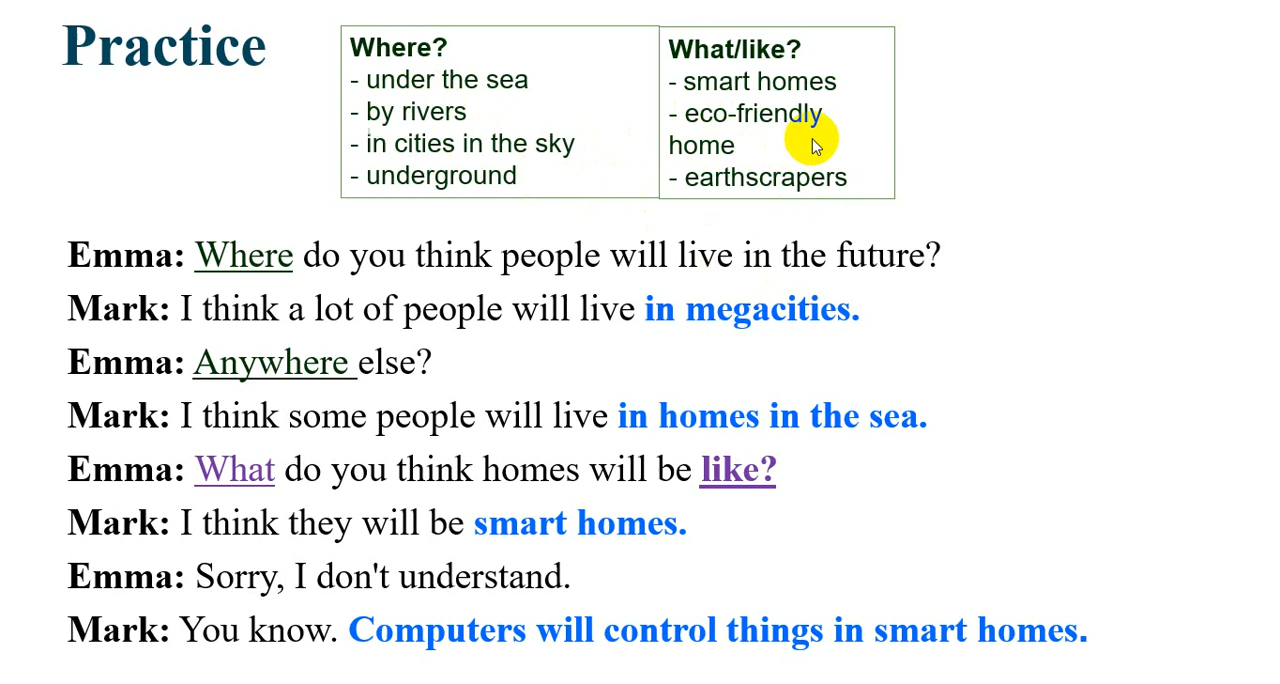 Practice
Where?
- under the sea
- by rivers
- in cities in the sky
- underground
What/like?
- smart homes
- eco-friendly
home
- earthscrapers
Emma: Where do you think people will live in the future?
Mark: I think a lot of people will live in megacities.
Emma: Anywhere else?
Mark: I think some people will live in homes in the sea.
Emma: What do you think homes will be like?
Mark: I think they will be smart homes.
Emma: Sorry, I don't understand.
Mark: You know. Computers will control things in smart homes.